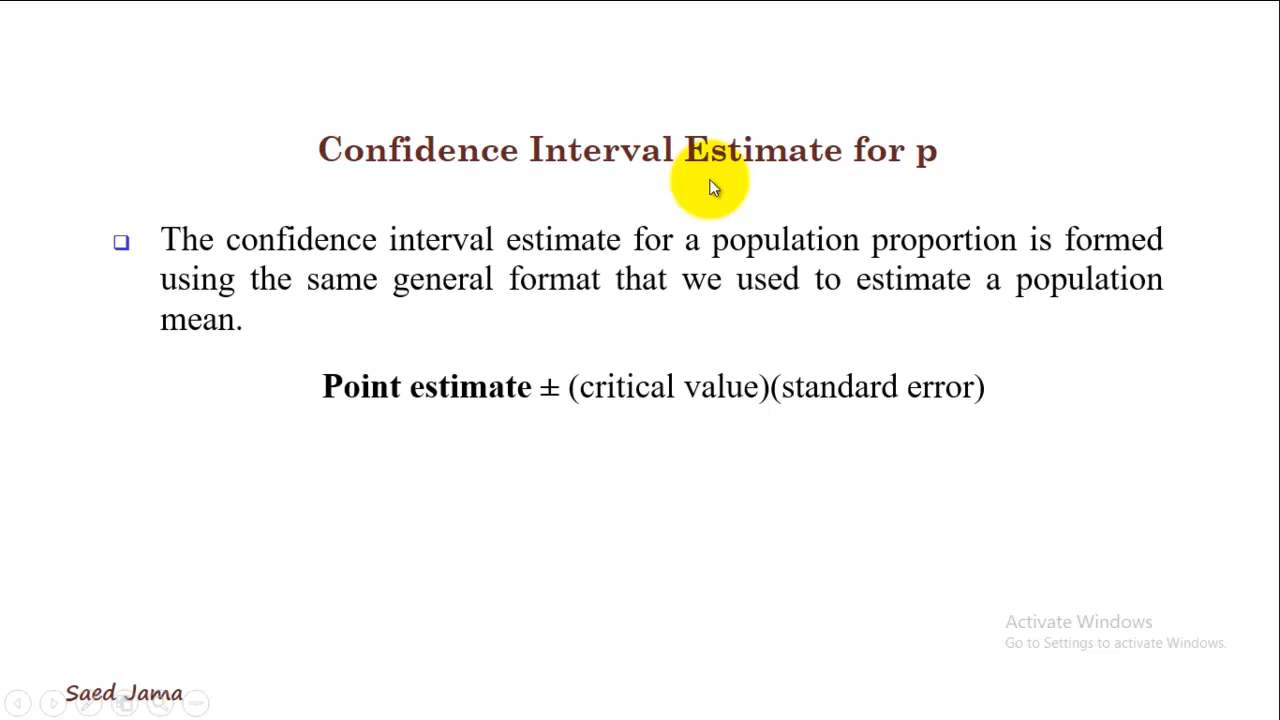 Confidence Interval Estimate for p
The confidence interval estimate for a population proportion is formed
using the same general format that we used to estimate a population
mean.
Point estimate ± (critical value)(standard error)
Activate Windows
Go to Settings to activate Windows.
Saed Jama